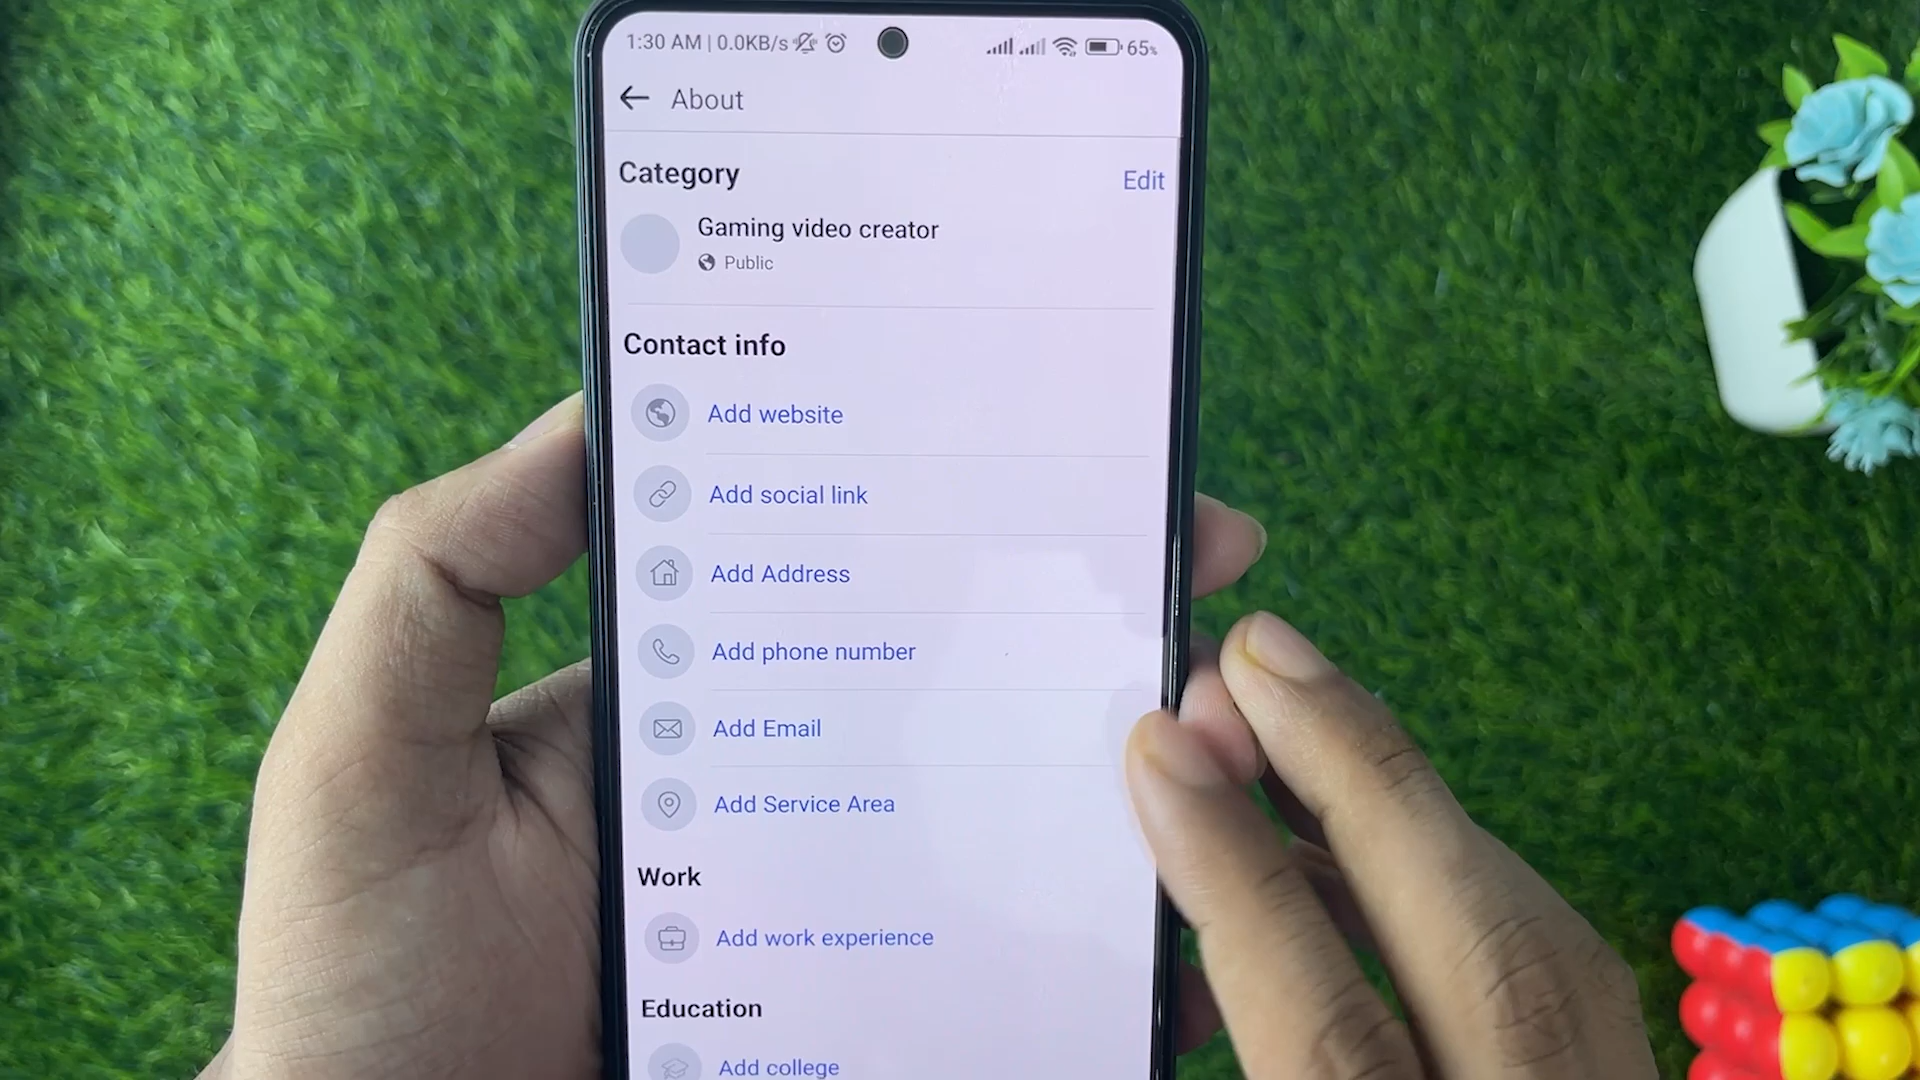 1:30 AM | 0.0KB/s 65%
About
Category Edit
Gaming video creator
Public
Contact info
Add website
Add social link
Add Address
Add phone number
Add Email
Add Service Area
Work
Add work experience
Education
Add college